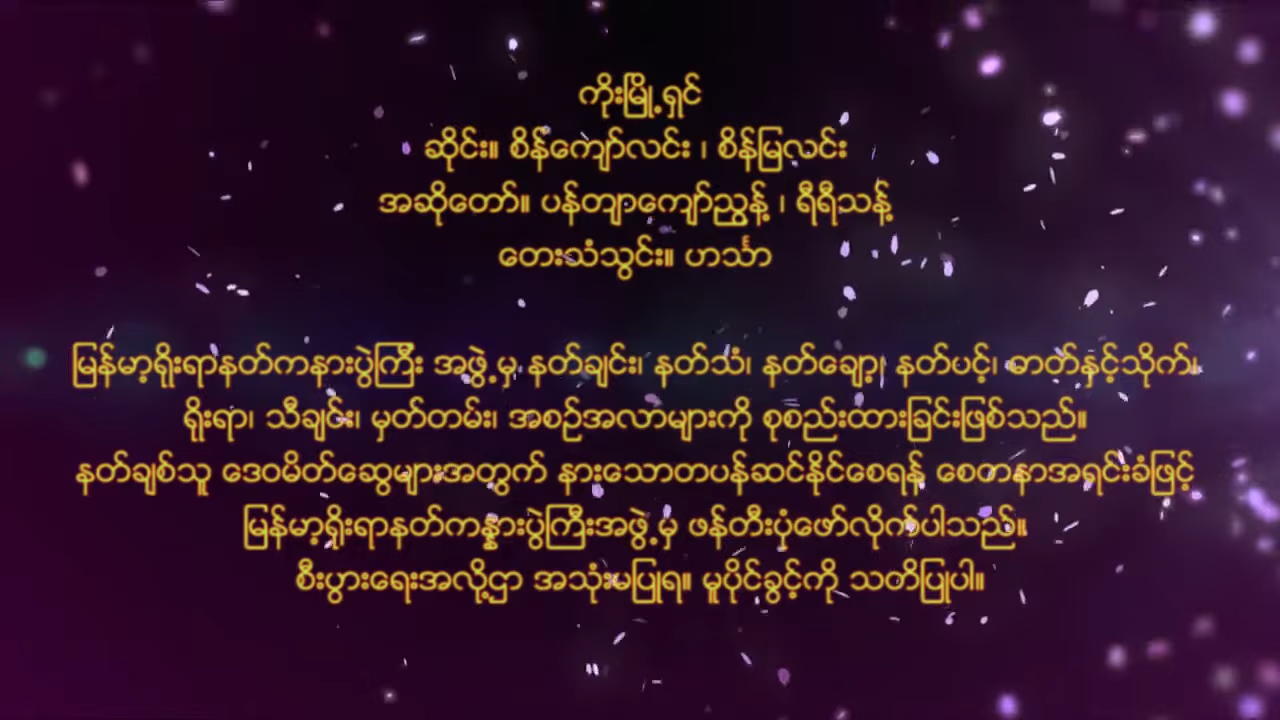 ကိုးမြို့ရှင်
ဆိုင်း။ စိန်ကျော်လင်း ၊ စိန်မြလင်း
အဆိုတော်။ ပန်တျာကျော်ညွန့် ၊ ရီရီသန့်
တေးသံသွင်း။ ဟင်္သာ
မြန်မာ့ရိုးရာနတ်ကနားပွဲကြီး အဖွဲ့မှ နတ်ချင်း၊ နတ်သံ၊ နတ်ချော့၊ နတ်ပင့်၊ ဓာတ်နှင့်သိုက်၊
ရိုးရာ၊ သီချင်း၊ မှတ်တမ်း၊ အစဉ်အလာများကို စုစည်းထားခြင်းဖြစ်သည်။
နတ်ချစ်သူ ဒေဝမိတ်ဆွေများအတွက် နားသောတပန်ဆင်နိုင်စေရန် စေတနာအရင်းခံဖြင့်
မြန်မာ့ရိုးရာနတ်ကန္နားပွဲကြီးအဖွဲ့မှ ဖန်တီးပုံဖော်လိုက်ပါသည်။
စီးပွားရေးအလို့ဌာ အသုံးမပြုရ။ မူပိုင်ခွင့်ကို သတိပြုပါ။